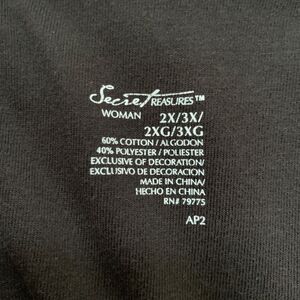 Secret TREASURES™
WOMAN 2X/3X/
2XG/3XG
60% COTTON / ALGODON
40% POLYESTER / POLIESTER
EXCLUSIVE OF DECORATION/
EXCLUSIVO DE DECORACION
MADE IN CHINA/
HECHO EN CHINA
RN# 79775
AP2